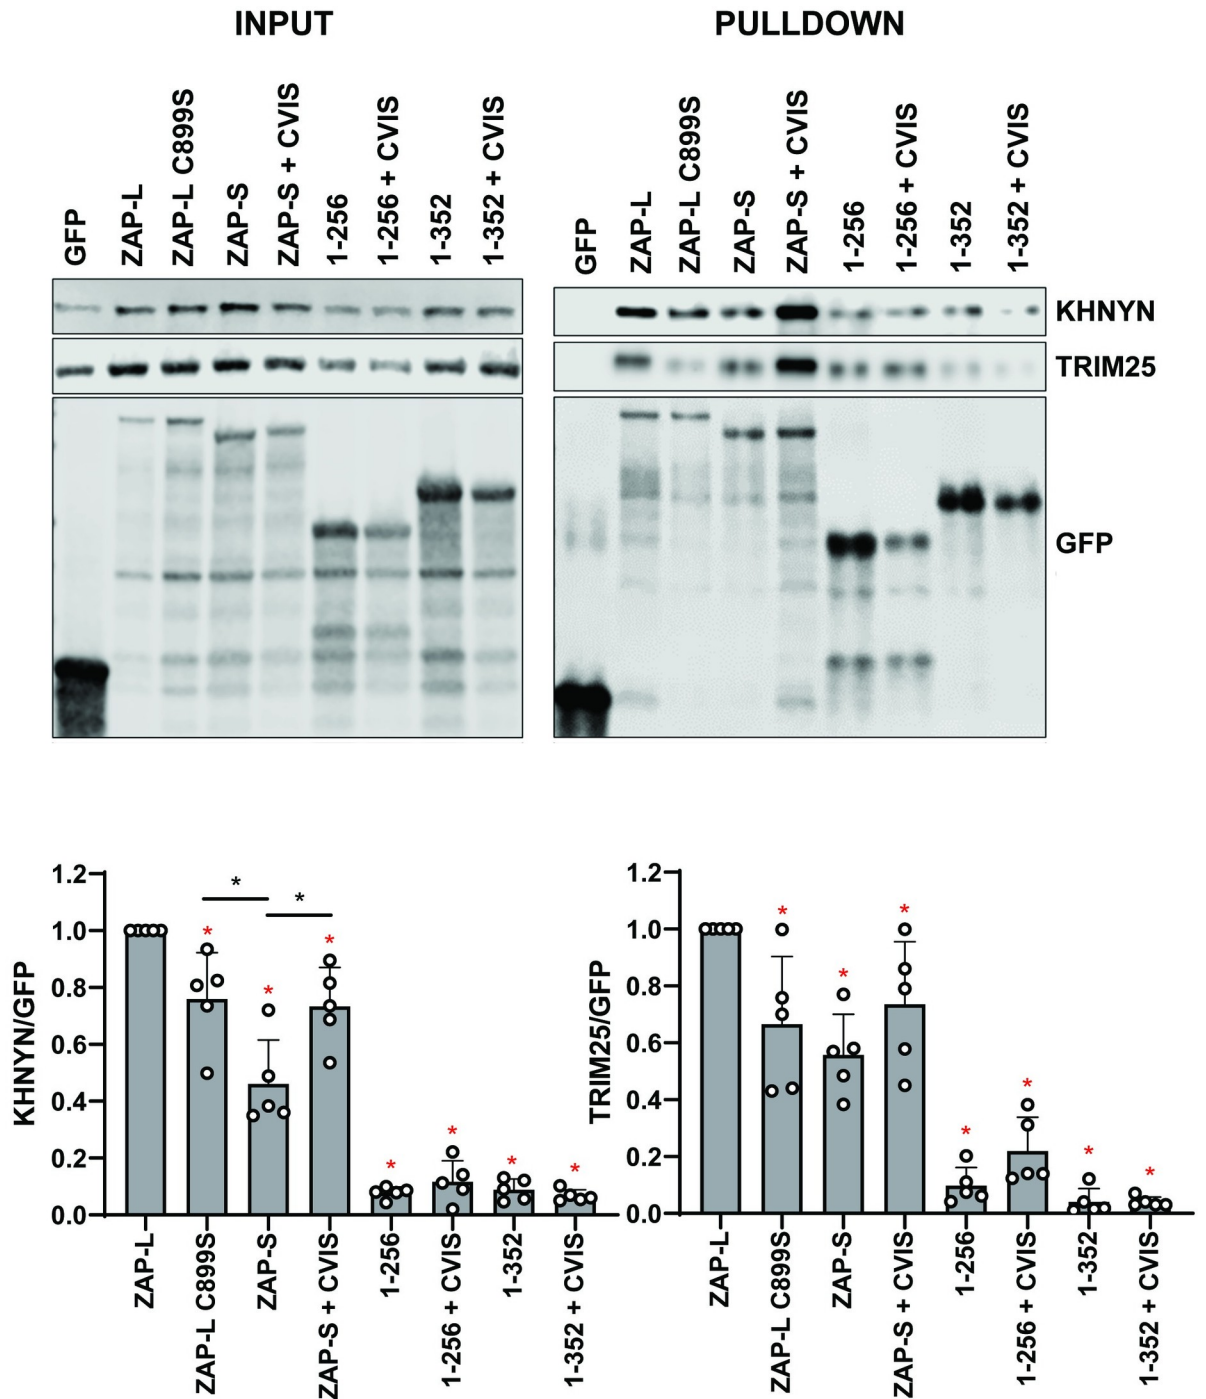 INPUT
PULLDOWN
GFP
ZAP-L
ZAP-L C899S
ZAP-S
ZAP-S + CVIS
1-256
1-256 + CVIS
1-352
1-352 + CVIS
GFP
ZAP-L
ZAP-L C899S
ZAP-S
ZAP-S + CVIS
1-256
1-256 + CVIS
1-352
1-352 + CVIS
KHNYN
TRIM25
GFP
KHNYN/GFP
1.2
1.0
0.8
0.6
0.4
0.2
0.0
* *
* * * * * * *
ZAP-L
ZAP-L C899S
ZAP-S
ZAP-S + CVIS
1-256
1-256 + CVIS
1-352
1-352 + CVIS
TRIM25/GFP
1.2
1.0
0.8
0.6
0.4
0.2
0.0
* * * * * * *
ZAP-L
ZAP-L C899S
ZAP-S
ZAP-S + CVIS
1-256
1-256 + CVIS
1-352
1-352 + CVIS